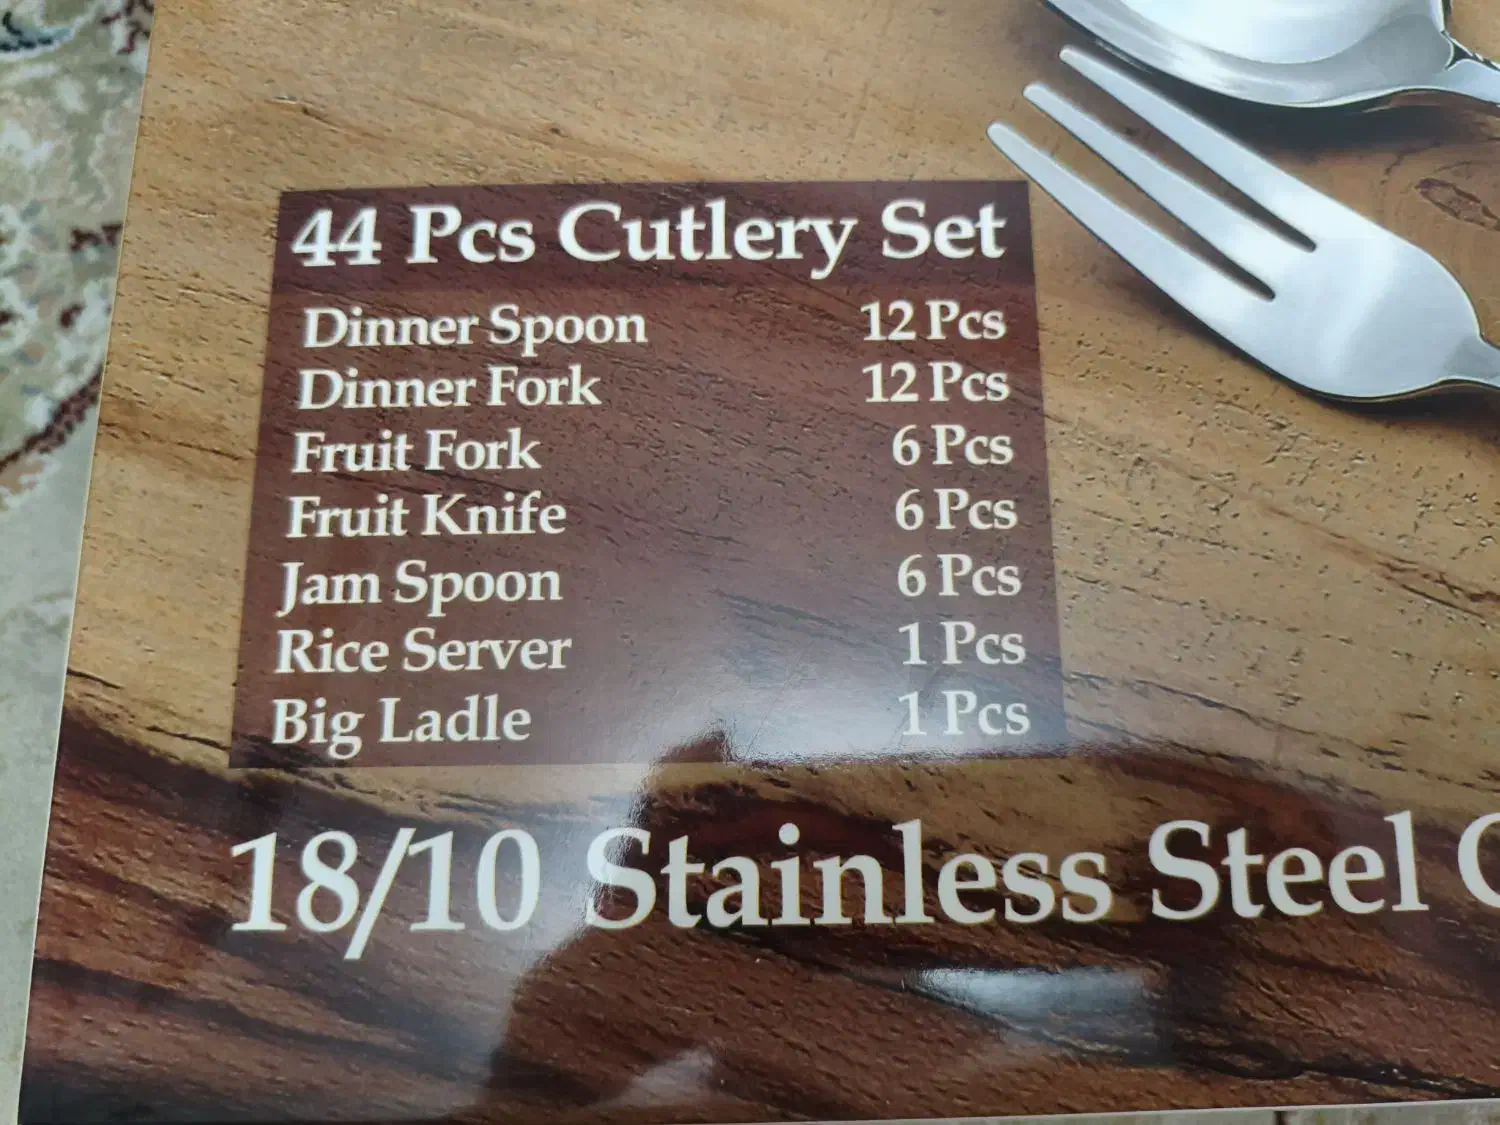 44 Pcs Cutlery Set
Dinner Spoon 12 Pcs
Dinner Fork 12 Pcs
Fruit Fork 6 Pcs
Fruit Knife 6 Pcs
Jam Spoon 6 Pcs
Rice Server 1 Pcs
Big Ladle 1 Pcs
18/10 Stainless Steel